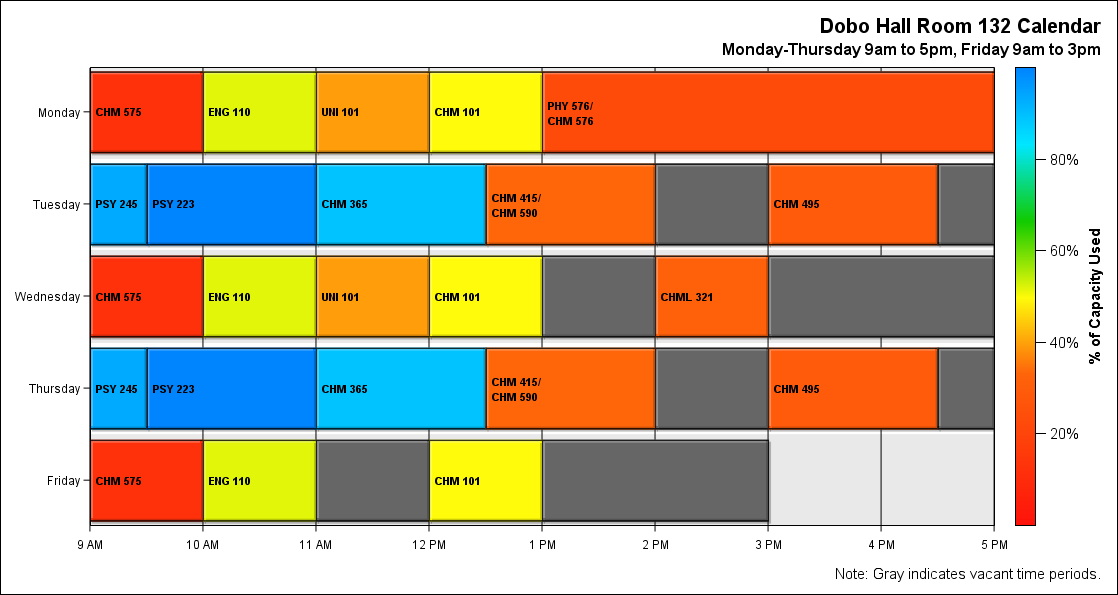 Dobo Hall Room 132 Calendar
Monday-Thursday 9am to 5pm, Friday 9am to 3pm
Monday
CHM 575
ENG 110
UNI 101
CHM 101
PHY 576/
CHM 576
Tuesday
PSY 245
PSY 223
CHM 365
CHM 415/
CHM 590
CHM 495
Wednesday
CHM 575
ENG 110
UNI 101
CHM 101
CHML 321
Thursday
PSY 245
PSY 223
CHM 365
CHM 415/
CHM 590
CHM 495
Friday
CHM 575
ENG 110
CHM 101
9 AM
10 AM
11 AM
12 PM
1 PM
2 PM
3 PM
4 PM
5 PM
80%
60%
40%
20%
% of Capacity Used
Note: Gray indicates vacant time periods.